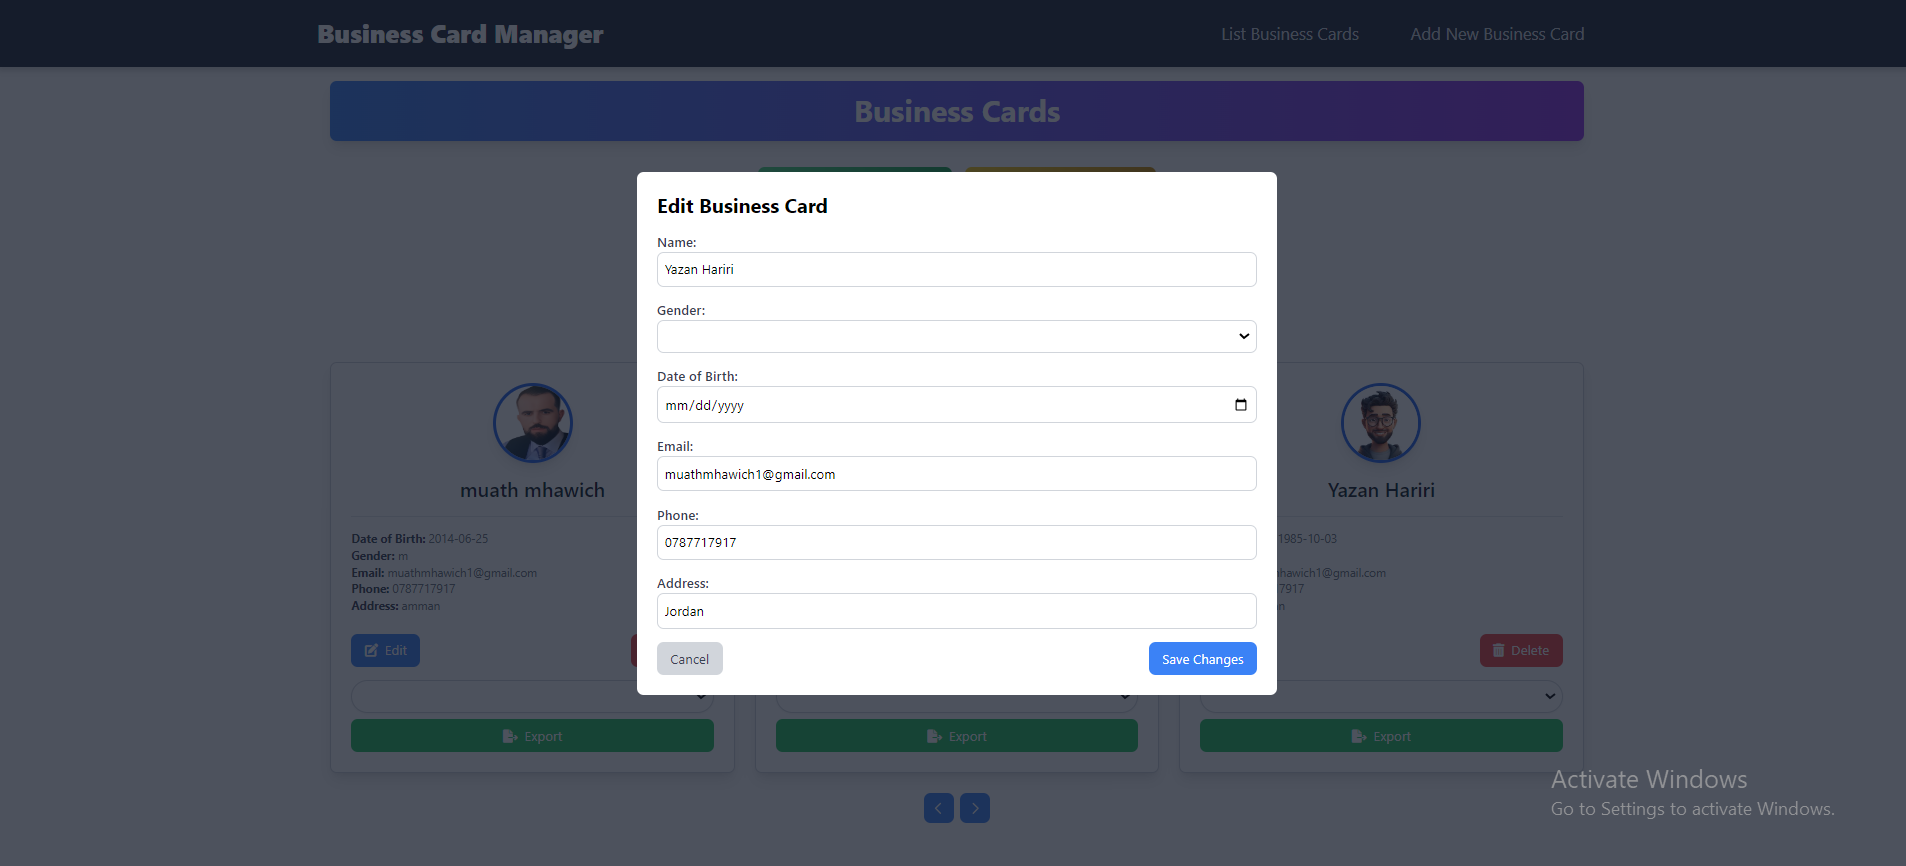 Business Card Manager
List Business Cards
Add New Business Card
Business Cards
Edit Business Card
Name:
Yazan Hariri
Gender:
Date of Birth:
mm/dd/yyyy
Email:
muathmhawich1@gmail.com
Phone:
0787717917
Address:
Jordan
Cancel
Save Changes
muath mhawich
Date of Birth: 2014-06-25
Gender: m
Email: muathmhawich1@gmail.com
Phone: 0787717917
Address: amman
Edit
Export
Export
Yazan Hariri
1985-10-03
hawich1@gmail.com
7917
Delete
Export
Activate Windows
Go to Settings to activate Windows.